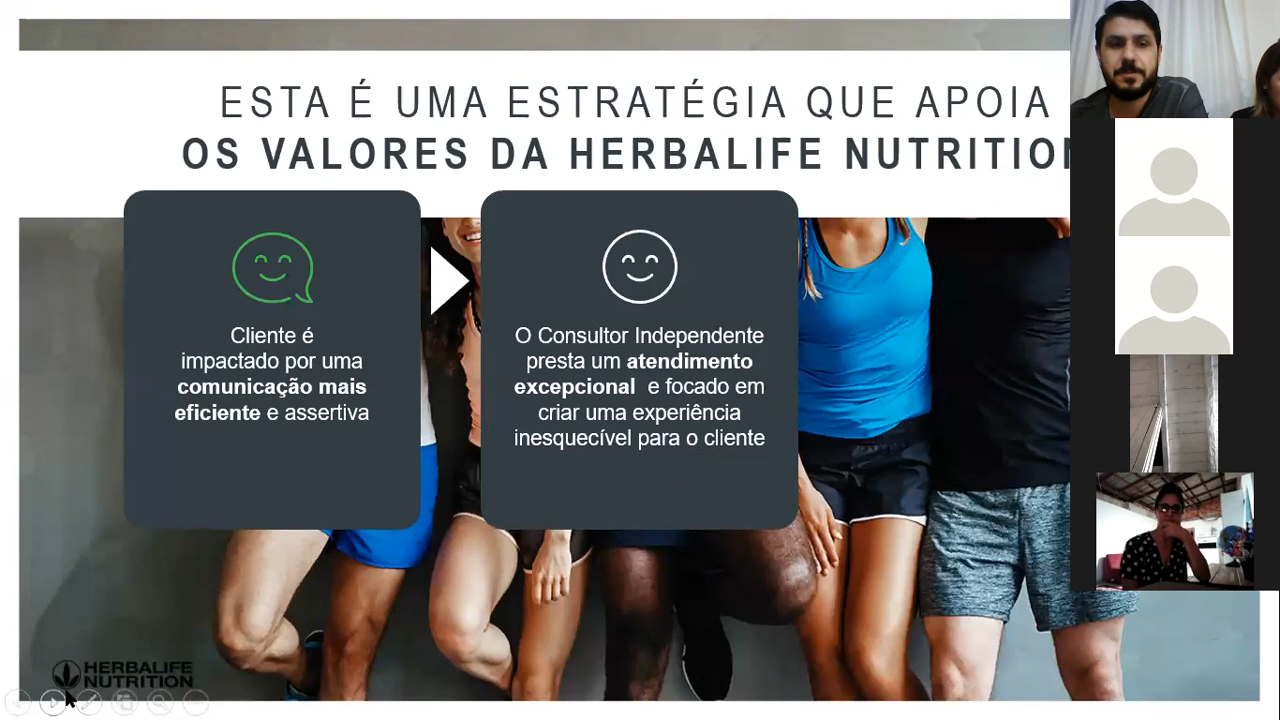 ESTA É UMA ESTRATÉGIA QUE APOIA
OS VALORES DA HERBALIFE NUTRITION
Cliente é
impactado por uma
comunicação mais
eficiente e assertiva
O Consultor Independente
presta um atendimento
excepcional e focado em
criar uma experiência
inesquecível para o cliente
HERBALIFE
NUTRITION